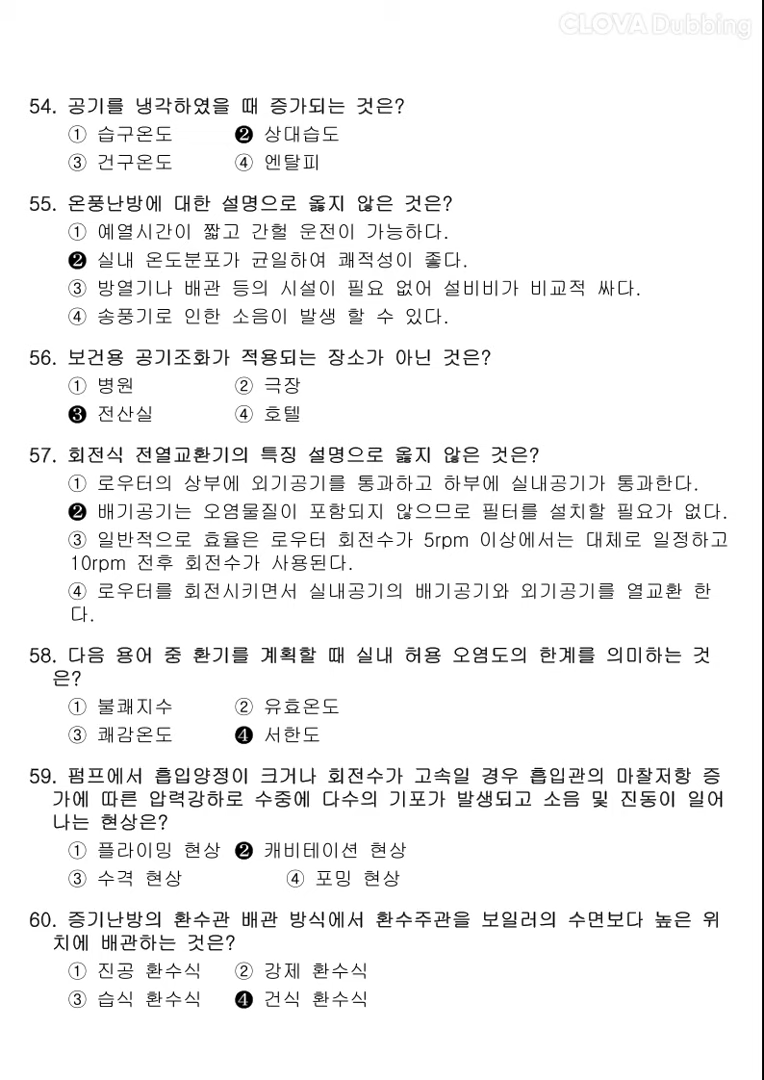 CLOVA Dubbing
54. 공기를 냉각하였을 때 증가되는 것은?
① 습구온도 ❷ 상대습도
③ 건구온도 ④ 엔탈피
55. 온풍난방에 대한 설명으로 옳지 않은 것은?
① 예열시간이 짧고 간헐 운전이 가능하다.
❷ 실내 온도분포가 균일하여 쾌적성이 좋다.
③ 방열기나 배관 등의 시설이 필요 없어 설비비가 비교적 싸다.
④ 송풍기로 인한 소음이 발생 할 수 있다.
56. 보건용 공기조화가 적용되는 장소가 아닌 것은?
① 병원 ② 극장
❸ 전산실 ④ 호텔
57. 회전식 전열교환기의 특징 설명으로 옳지 않은 것은?
① 로우터의 상부에 외기공기를 통과하고 하부에 실내공기가 통과한다.
❷ 배기공기는 오염물질이 포함되지 않으므로 필터를 설치할 필요가 없다.
③ 일반적으로 효율은 로우터 회전수가 5rpm 이상에서는 대체로 일정하고
10rpm 전후 회전수가 사용된다.
④ 로우터를 회전시키면서 실내공기의 배기공기와 외기공기를 열교환 한
다.
58. 다음 용어 중 환기를 계획할 때 실내 허용 오염도의 한계를 의미하는 것
은?
① 불쾌지수 ② 유효온도
③ 쾌감온도 ❹ 서한도
59. 펌프에서 흡입양정이 크거나 회전수가 고속일 경우 흡입관의 마찰저항 증
가에 따른 압력강하로 수중에 다수의 기포가 발생되고 소음 및 진동이 일어
나는 현상은?
① 플라이밍 현상 ❷ 캐비테이션 현상
③ 수격 현상 ④ 포밍 현상
60. 증기난방의 환수관 배관 방식에서 환수주관을 보일러의 수면보다 높은 위
치에 배관하는 것은?
① 진공 환수식 ② 강제 환수식
③ 습식 환수식 ❹ 건식 환수식